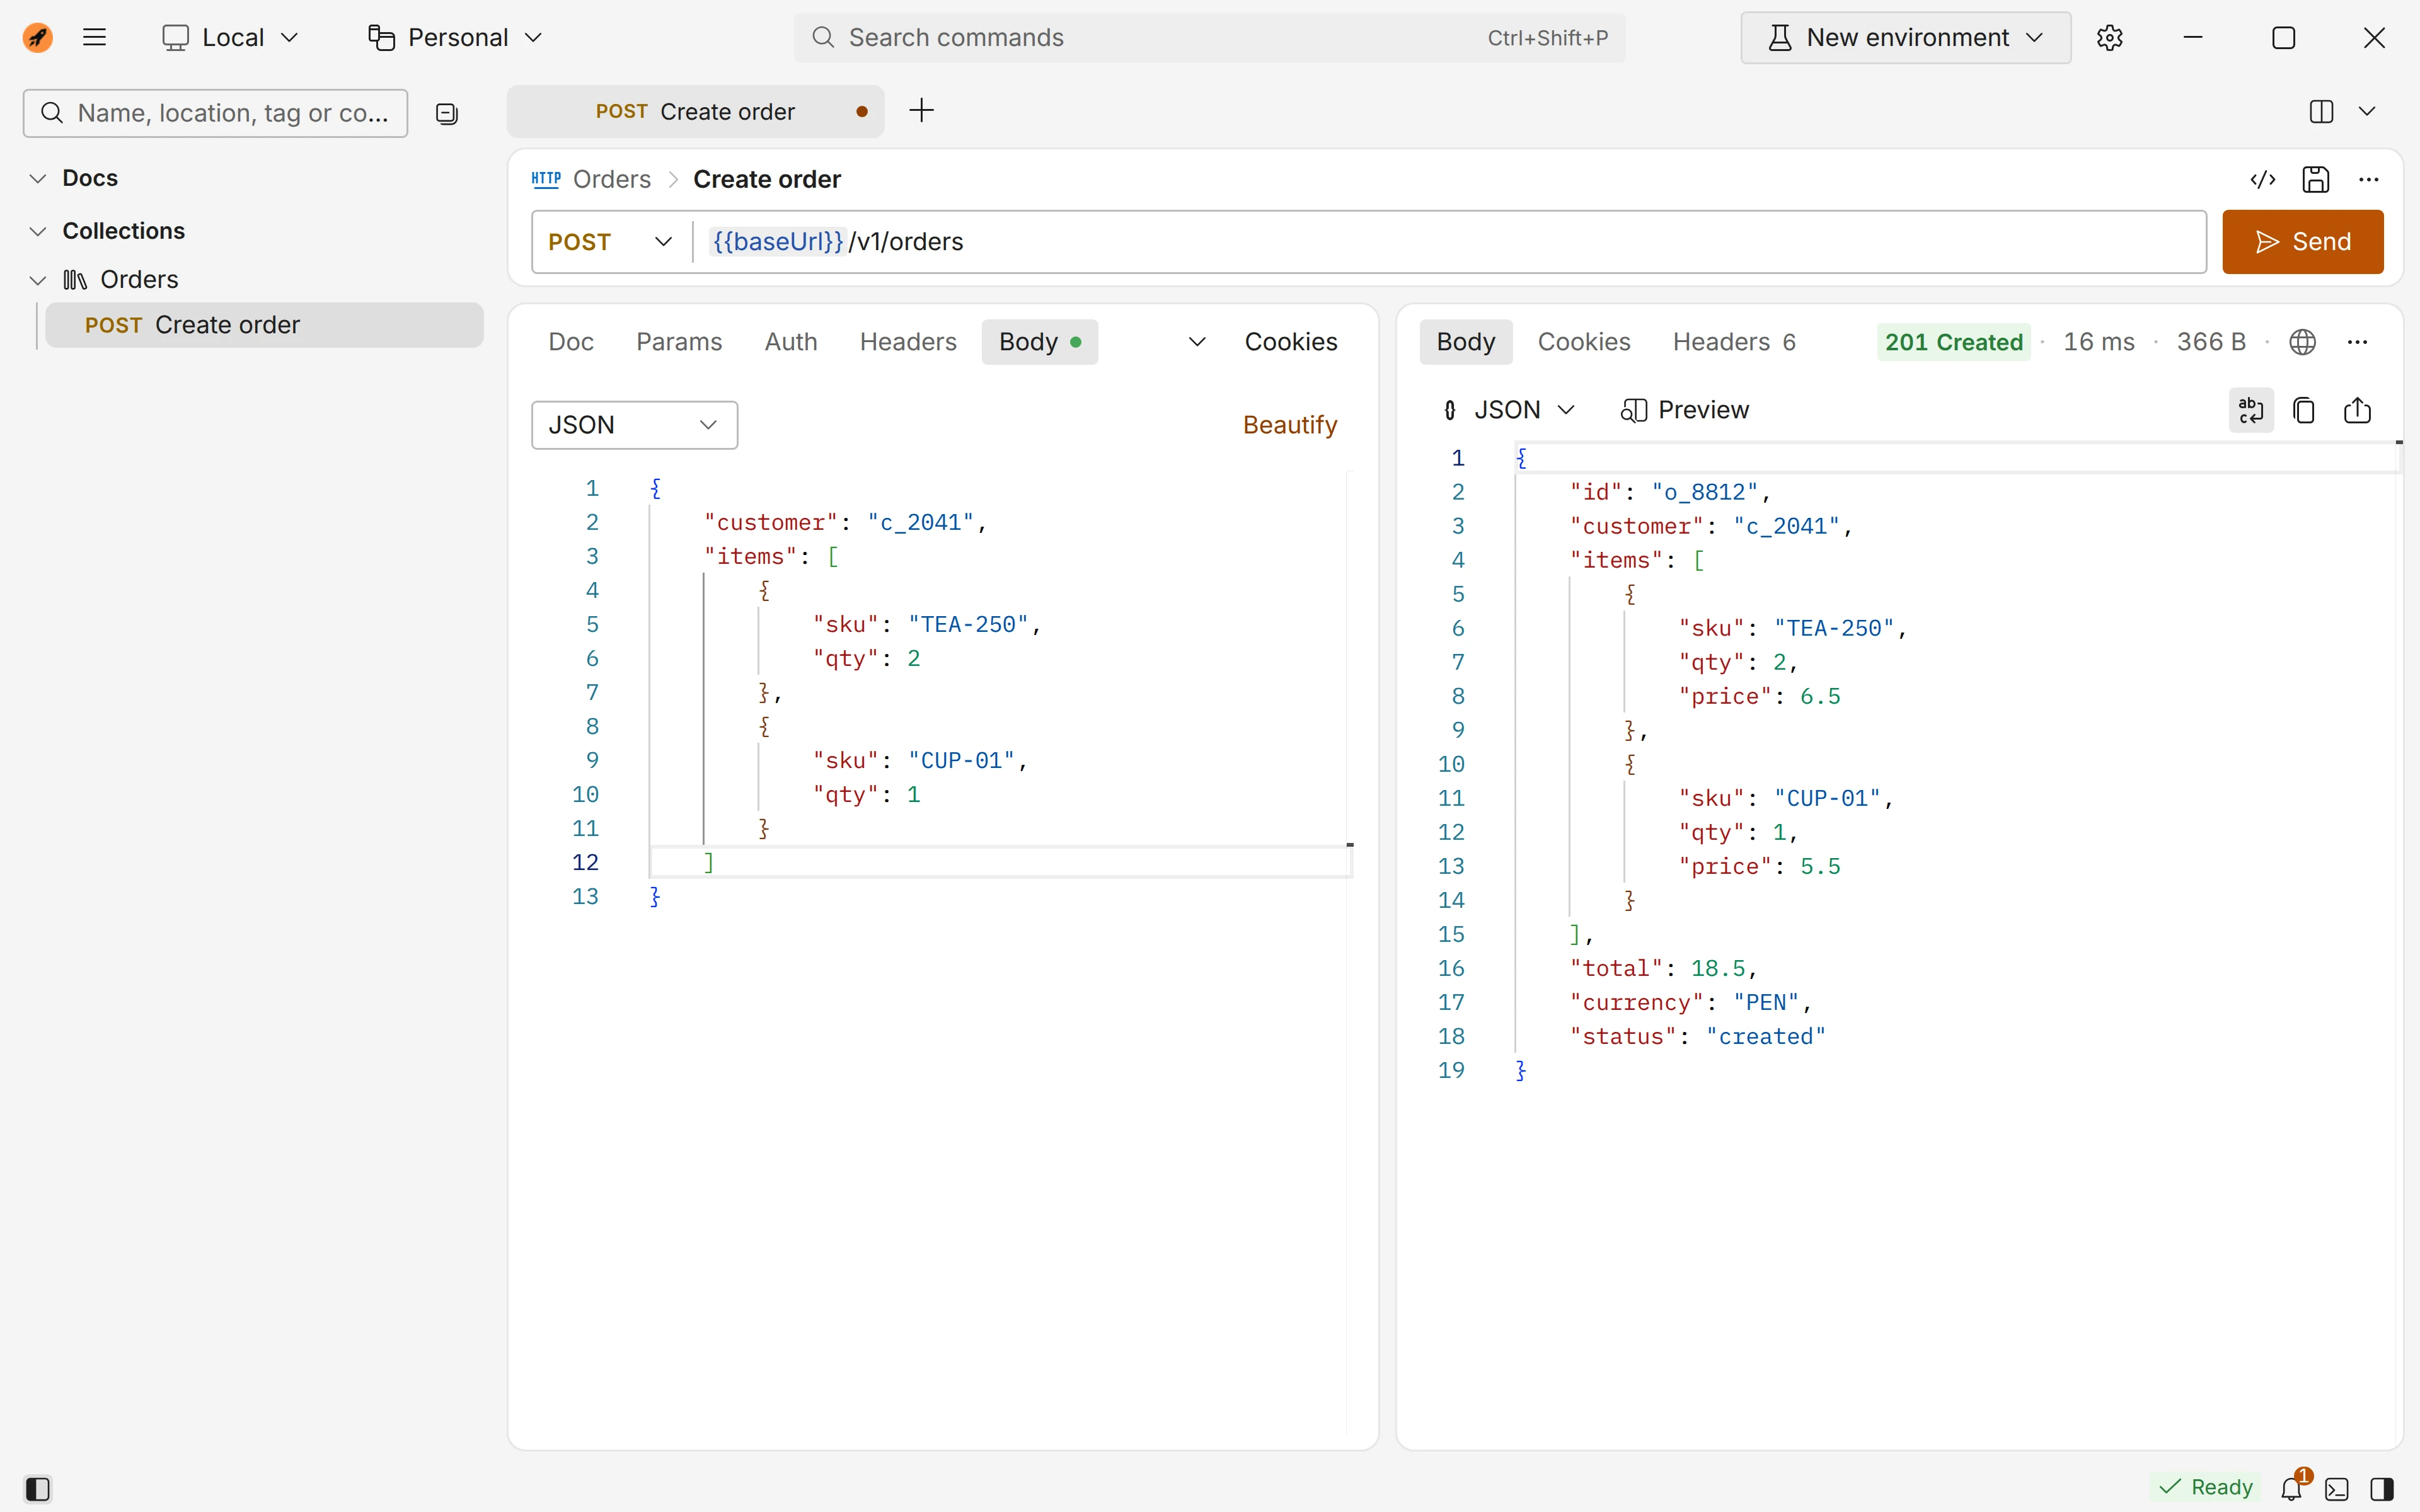 Local
Personal
Search commands
Ctrl+Shift+P
New environment
Name, location, tag or co...
POST Create order
Docs
Collections
Orders
POST Create order
HTTP Orders > Create order
POST
{{baseUrl}}/v1/orders
Send
Doc
Params
Auth
Headers
Body
Cookies
JSON
Beautify
1 {
2 "customer": "c_2041",
3 "items": [
4 {
5 "sku": "TEA-250",
6 "qty": 2
7 },
8 {
9 "sku": "CUP-01",
10 "qty": 1
11 }
12 ]
13 }
Body
Cookies
Headers 6
201 Created · 16 ms · 366 B ·
{} JSON
Preview
1 {
2 "id": "o_8812",
3 "customer": "c_2041",
4 "items": [
5 {
6 "sku": "TEA-250",
7 "qty": 2,
8 "price": 6.5
9 },
10 {
11 "sku": "CUP-01",
12 "qty": 1,
13 "price": 5.5
14 }
15 ],
16 "total": 18.5,
17 "currency": "PEN",
18 "status": "created"
19 }
Ready
1